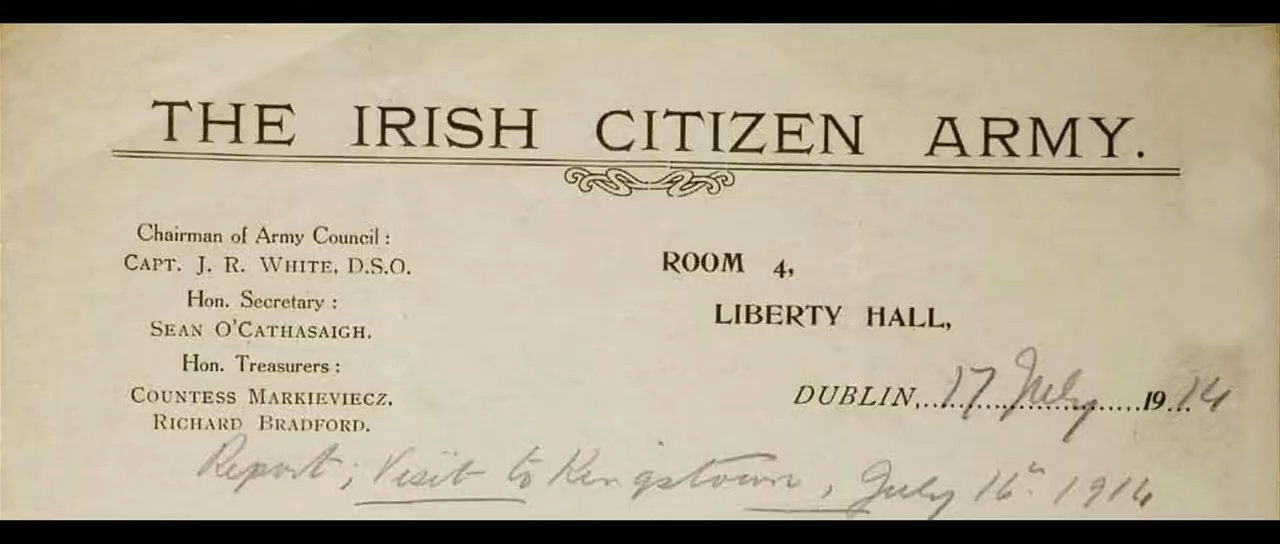 THE IRISH CITIZEN ARMY.
Chairman of Army Council :
CAPT. J. R. WHITE, D.S.O.
Hon. Secretary :
SEAN O'CATHASAIGH.
Hon. Treasurers :
COUNTESS MARKIEVIECZ.
RICHARD BRADFORD.
ROOM 4,
LIBERTY HALL,
DUBLIN, 17 July 1914
Report; Visit to Kingstown, July 16th 1914